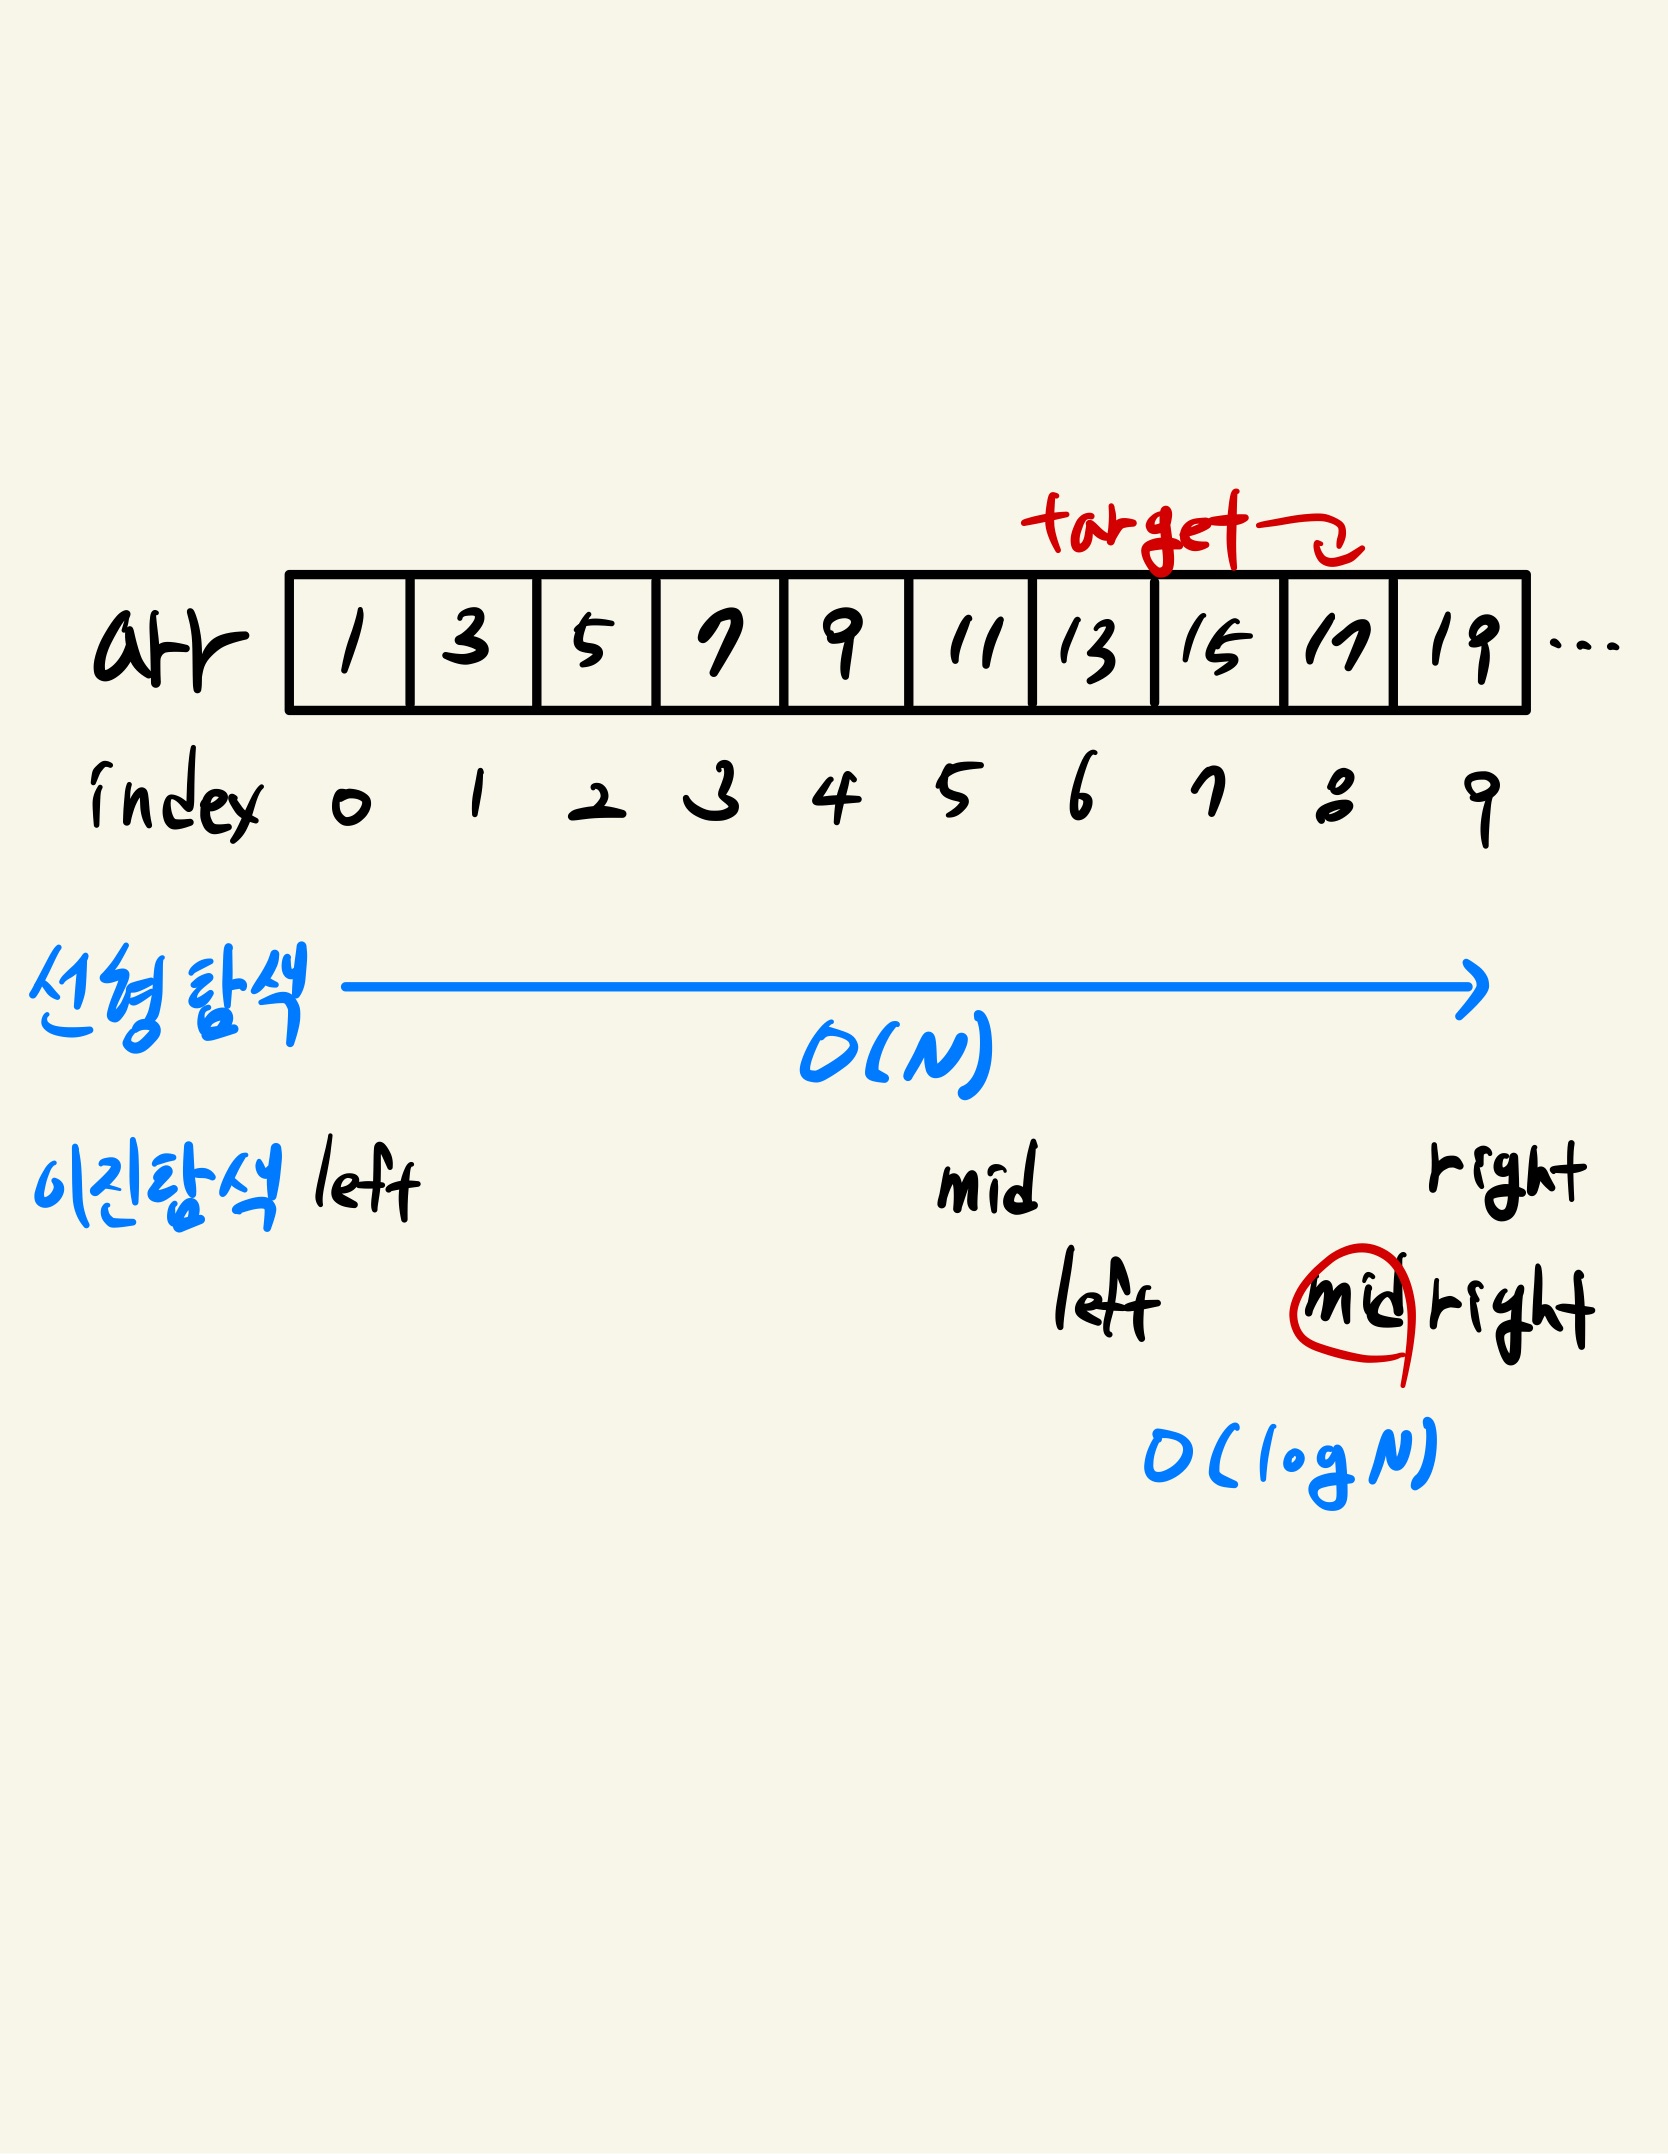 target
arr 1 3 5 7 9 11 13 15 17 19 ....
index 0 1 2 3 4 5 6 7 8 9
선형 탐색
O(N)
이진탐색 left mid right
left mid right
O(logN)